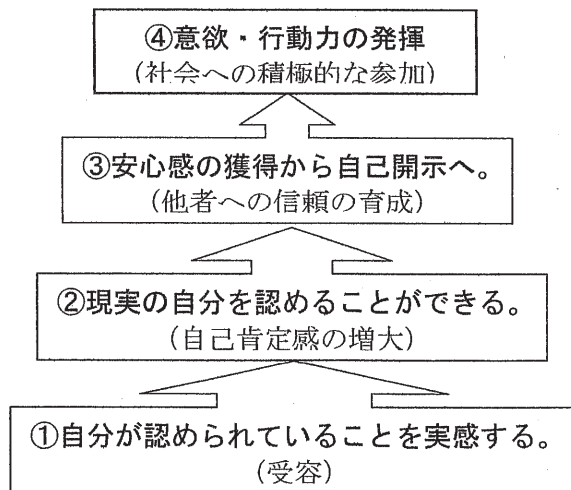 ④意欲・行動力の発揮
(社会への積極的な参加)
③安心感の獲得から自己開示へ。
(他者への信頼の育成)
②現実の自分を認めることができる。
(自己肯定感の増大)
①自分が認められていることを実感する。
(受容)